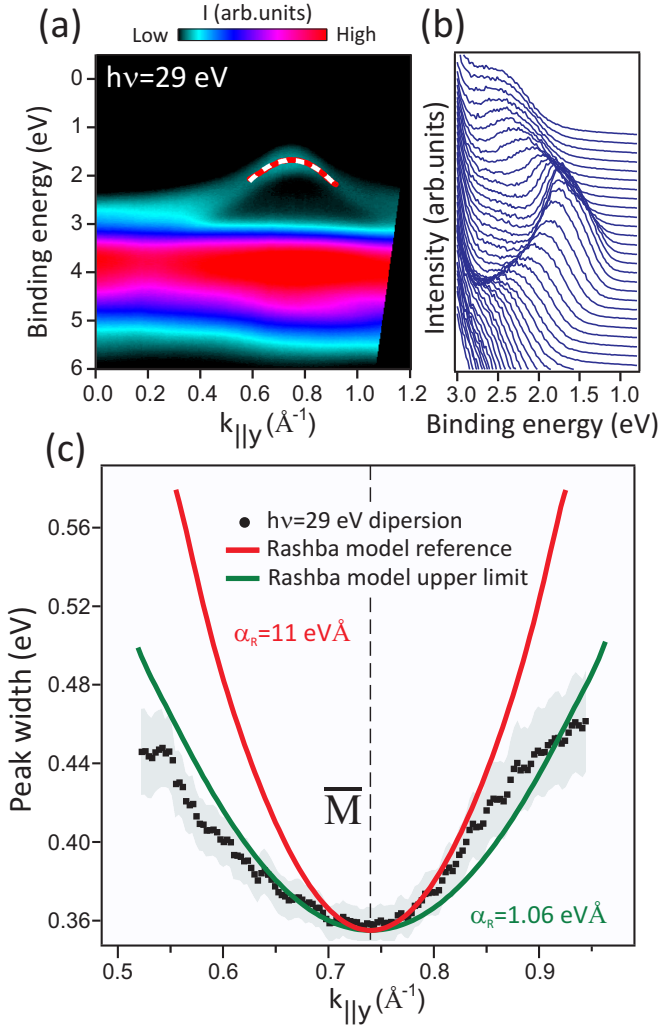 (a)
I (arb.units)
Low
High
hν=29 eV
Binding energy (eV)
0
1
2
3
4
5
6
0.0
0.2
0.4
0.6
0.8
1.0
1.2
k||y (Å-1)
(b)
Intensity (arb.units)
3.0
2.5
2.0
1.5
1.0
Binding energy (eV)
(c)
hν=29 eV dipersion
Rashba model reference
Rashba model upper limit
αR=11 eVÅ
M
αR=1.06 eVÅ
Peak width (eV)
0.56
0.52
0.48
0.44
0.40
0.36
0.5
0.6
0.7
0.8
0.9
k||y (Å-1)